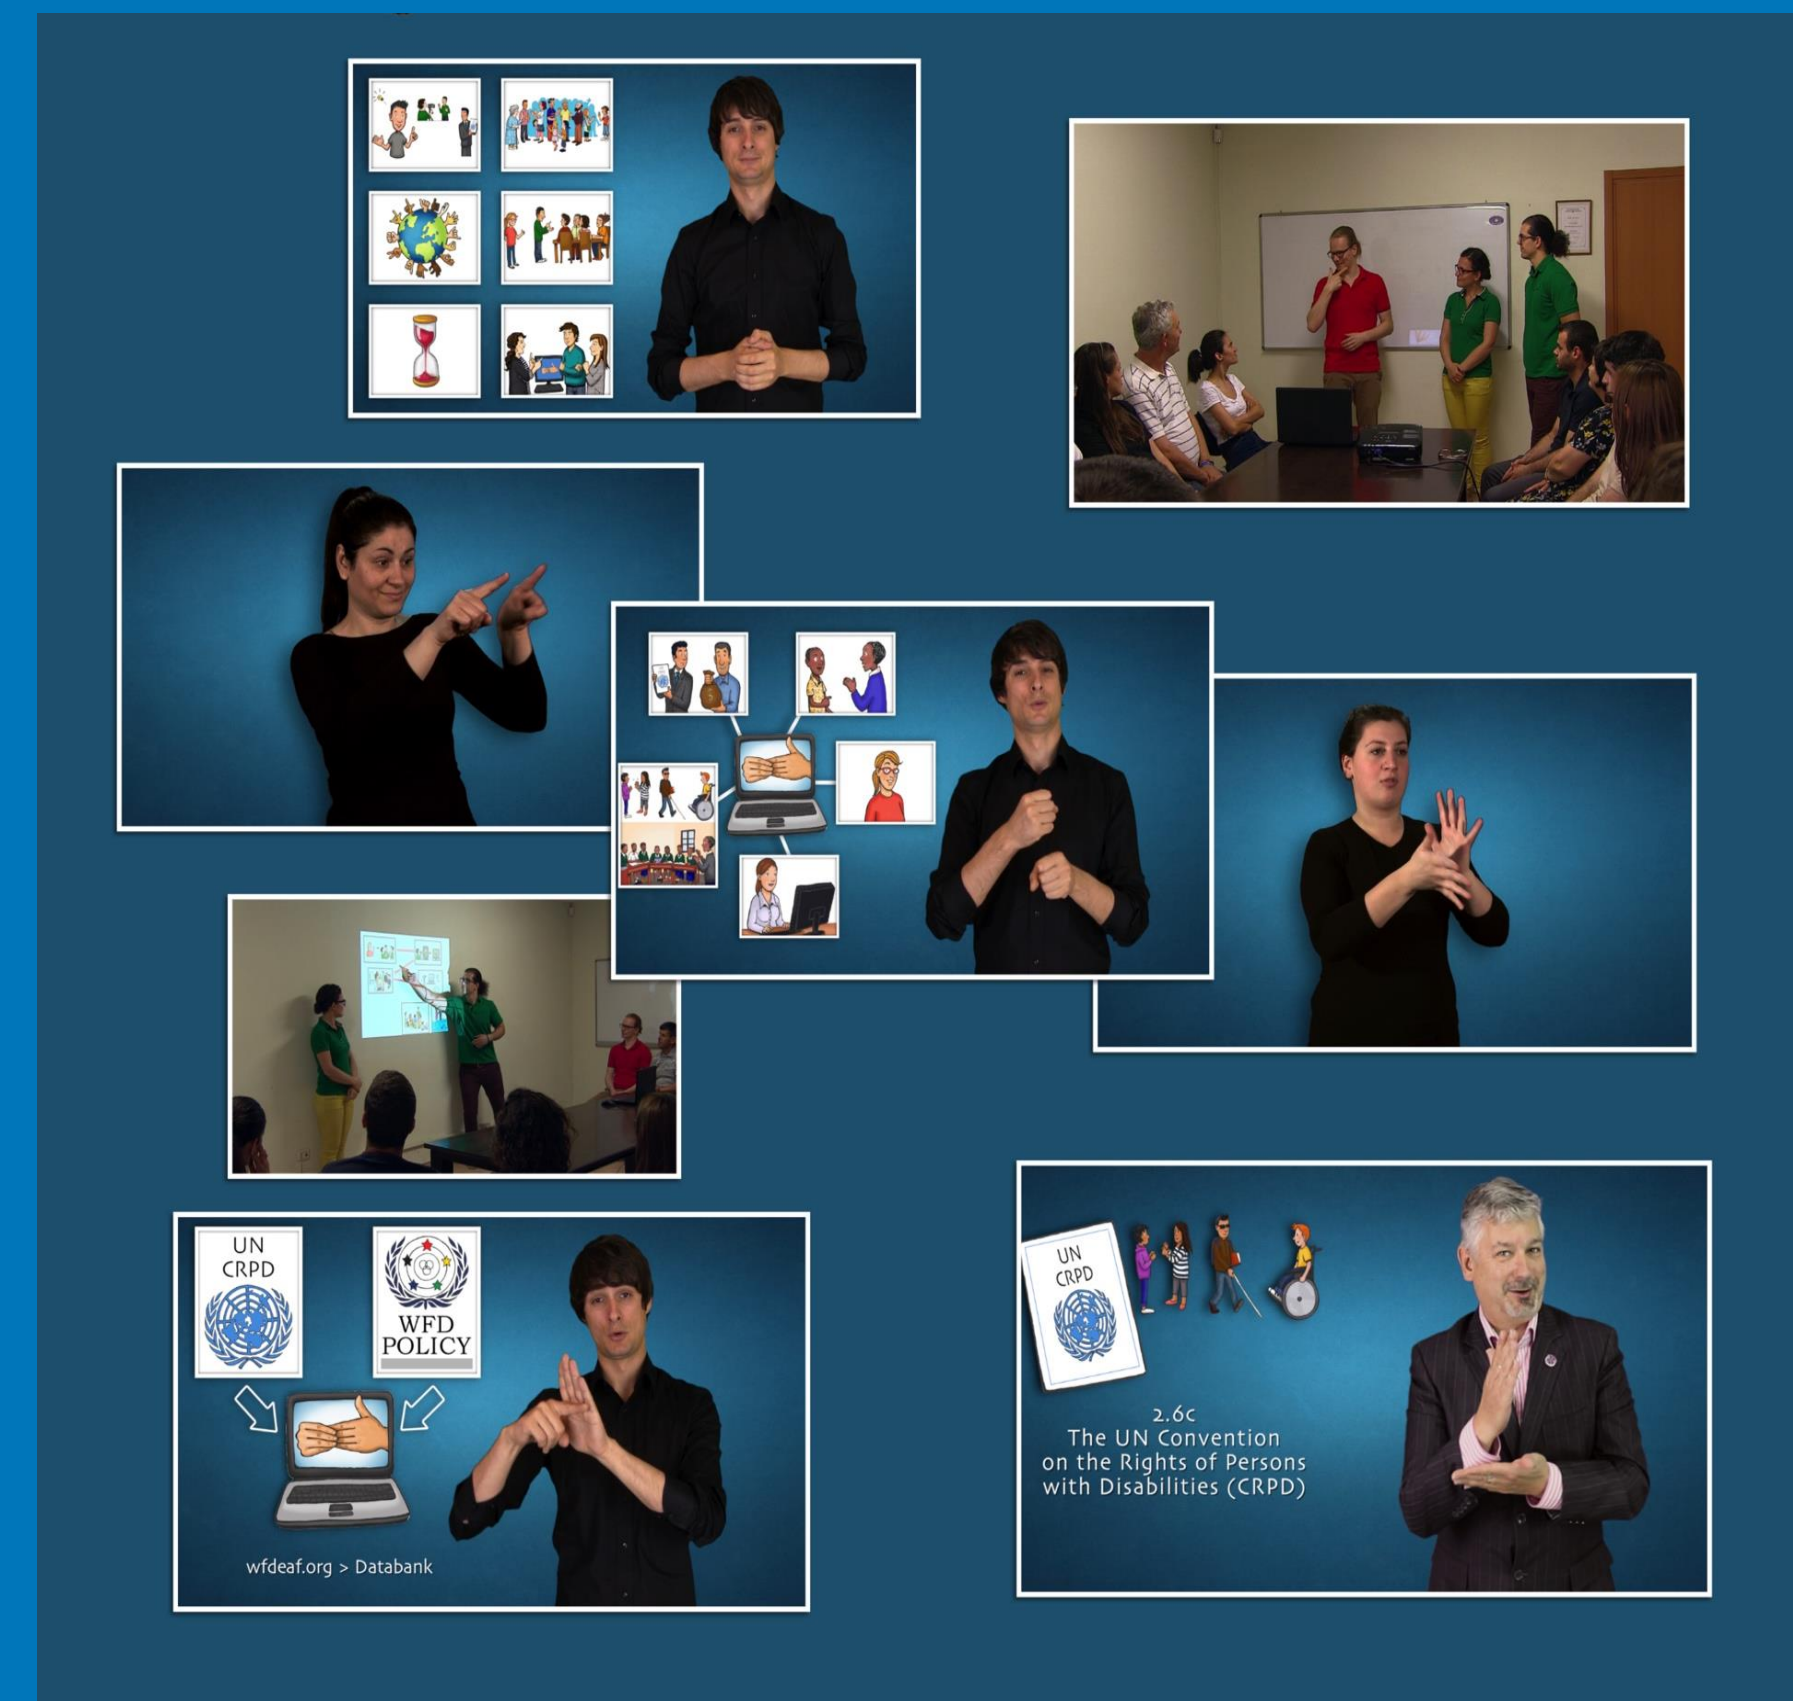 UN
CRPD
WFD
POLICY
wfdeaf.org > Databank
UN
CRPD
2.6c
The UN Convention
on the Rights of Persons
with Disabilities (CRPD)